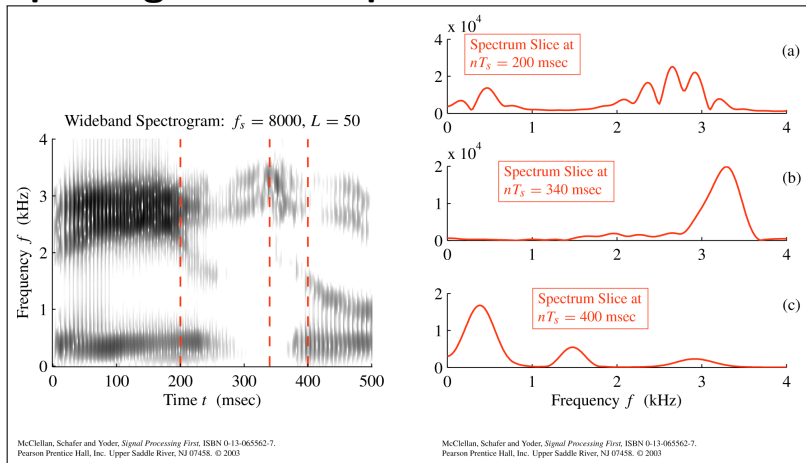 Wideband Spectrogram: fs = 8000, L = 50
4
3
2
1
0
Frequency f (kHz)
0 100 200 300 400 500
Time t (msec)
x 10^4
4
2
0
Spectrum Slice at
nTs = 200 msec
(a)
0 1 2 3 4
x 10^4
2
1
0
Spectrum Slice at
nTs = 340 msec
(b)
0 1 2 3 4
2
1
0
Spectrum Slice at
nTs = 400 msec
(c)
0 1 2 3 4
Frequency f (kHz)
McClellan, Schafer and Yoder, Signal Processing First, ISBN 0-13-065562-7.
Pearson Prentice Hall, Inc. Upper Saddle River, NJ 07458. © 2003
McClellan, Schafer and Yoder, Signal Processing First, ISBN 0-13-065562-7.
Pearson Prentice Hall, Inc. Upper Saddle River, NJ 07458. © 2003